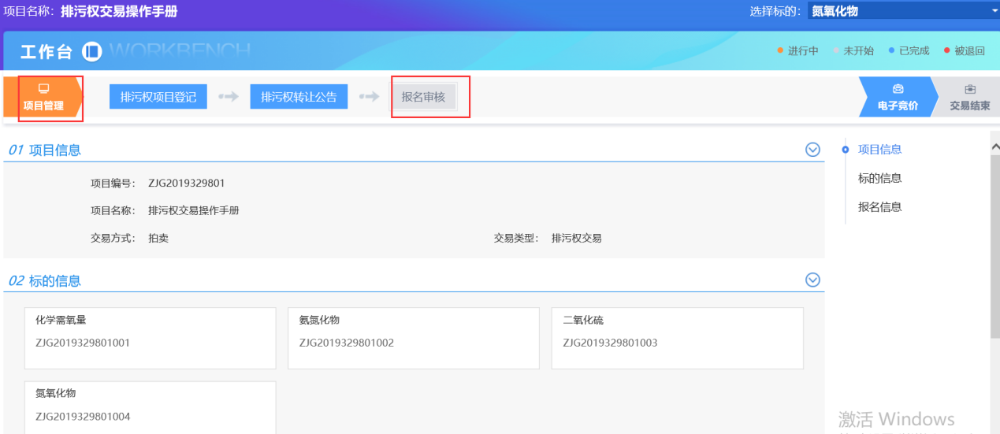 项目名称：排污权交易操作手册 选择标的： 氮氧化物
工作台 WORKBENCH 进行中 未开始 已完成 被退回
项目管理 排污权项目登记 排污权转让公告 报名审核 电子竞价 交易结束
01 项目信息
项目信息
标的信息
报名信息
项目编号： ZJG2019329801
项目名称： 排污权交易操作手册
交易方式： 拍卖 交易类型： 排污权交易
02 标的信息
化学需氧量 氨氮化物 二氧化硫
ZJG2019329801001 ZJG2019329801002 ZJG2019329801003
氮氧化物
ZJG2019329801004
激活 Windows